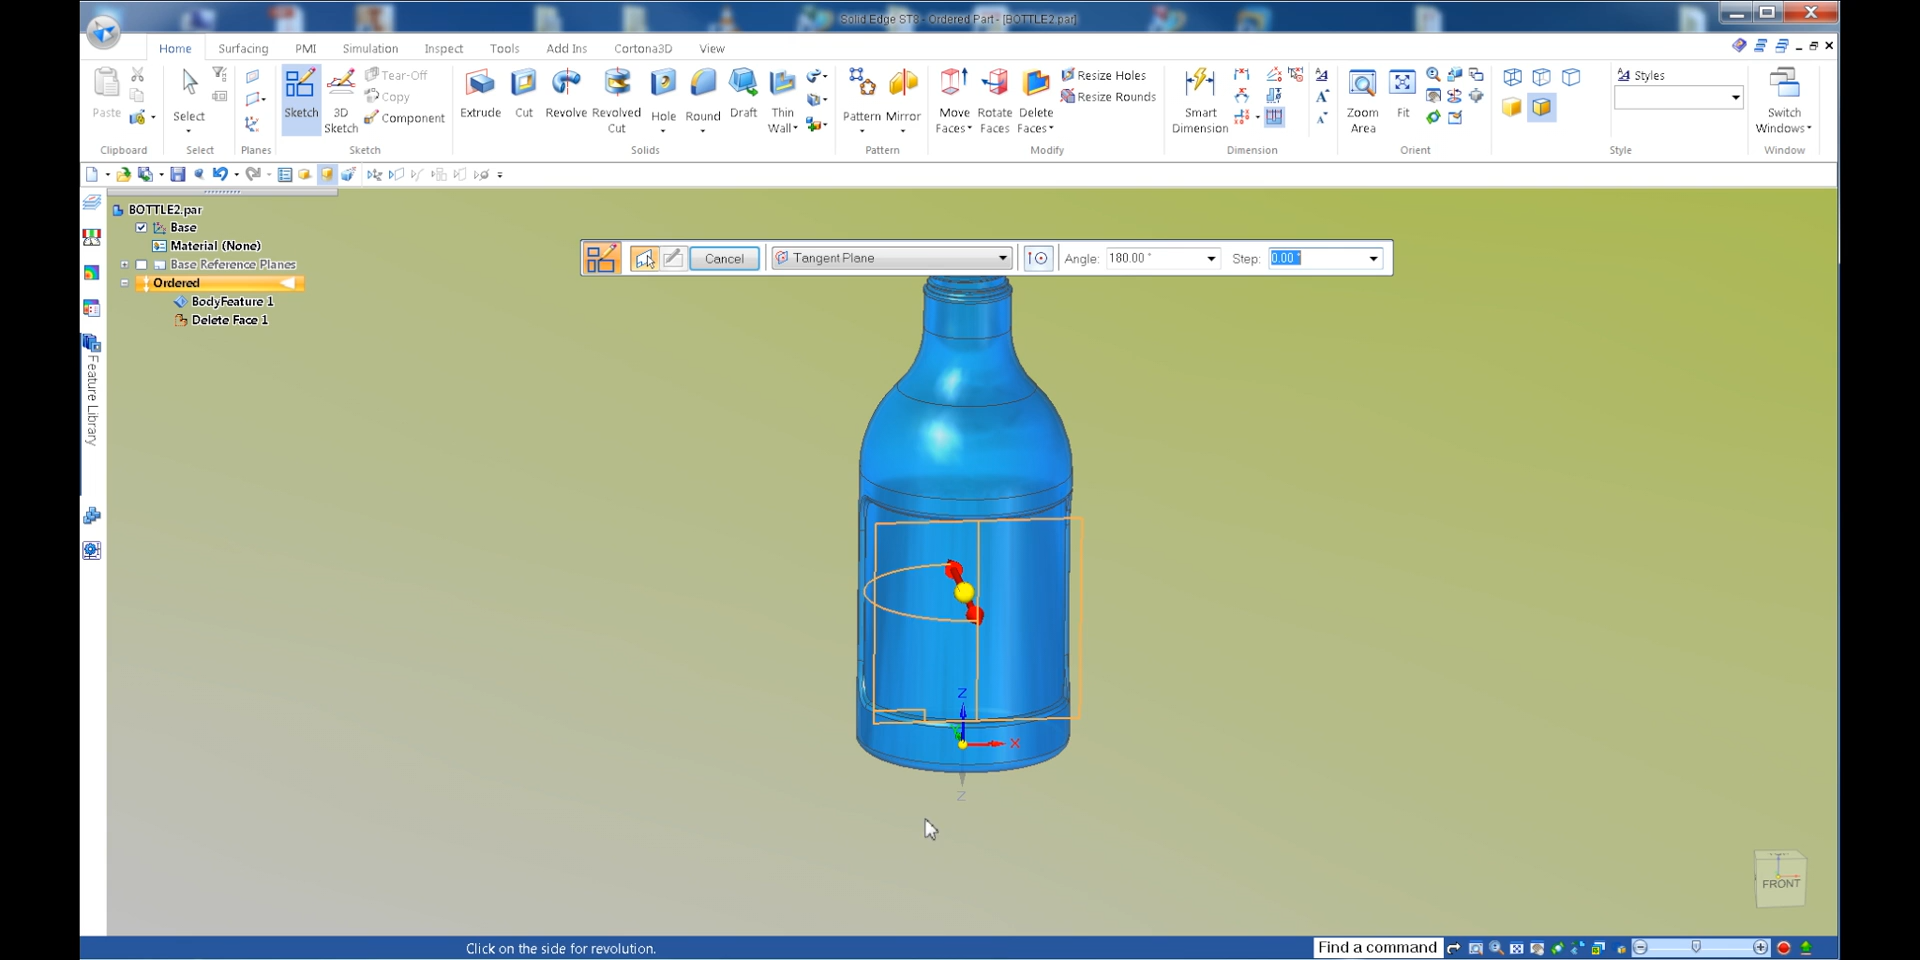 Solid Edge ST8 - Ordered Part - [BOTTLE2.par]
Home Surfacing PMI Simulation Inspect Tools Add Ins Cortona3D View
Paste
Clipboard
Select
Select
Planes
Sketch
3D Sketch
Tear-Off
Copy
Component
Sketch
Extrude
Cut
Revolve
Revolved Cut
Hole
Round
Draft
Thin Wall
Solids
Pattern
Mirror
Pattern
Move Faces
Rotate Faces
Delete Faces
Resize Holes
Resize Rounds
Modify
Smart Dimension
Dimension
Zoom Area
Fit
Orient
Styles
Style
Switch Windows
Window
BOTTLE2.par
Base
Material (None)
Base Reference Planes
Ordered
BodyFeature 1
Delete Face 1
Feature Library
Cancel
Tangent Plane
Angle: 180.00 °
Step: 0.00 °
Z
X
Z
FRONT
Click on the side for revolution.
Find a command